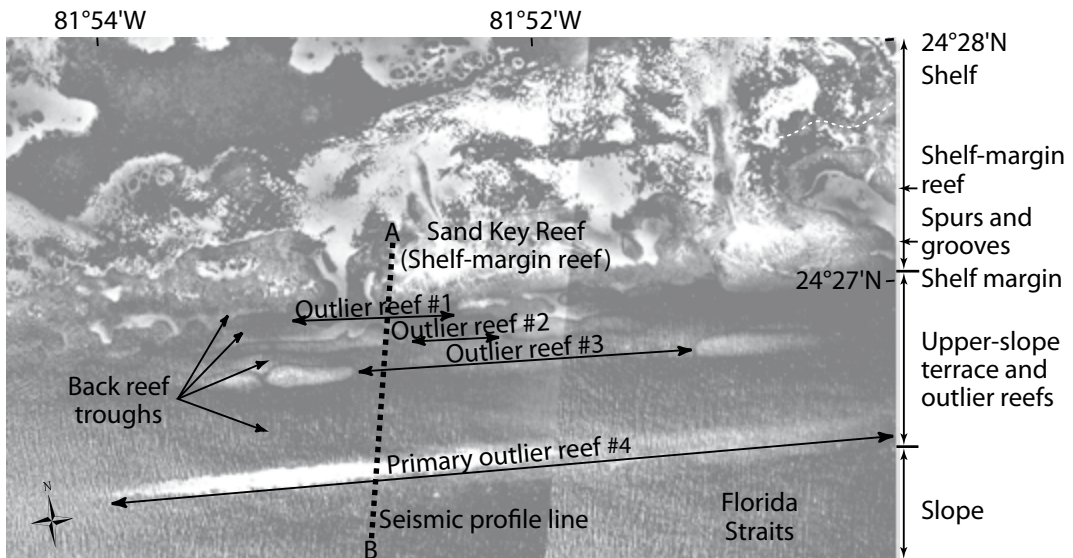 81°54'W
81°52'W
24°28'N
Shelf
Shelf-margin
reef
Spurs and
grooves
A
Sand Key Reef
(Shelf-margin reef)
24°27'N
Shelf margin
Outlier reef #1
Outlier reef #2
Outlier reef #3
Back reef
troughs
Upper-slope
terrace and
outlier reefs
Primary outlier reef #4
N
Seismic profile line
Florida
Straits
Slope
B